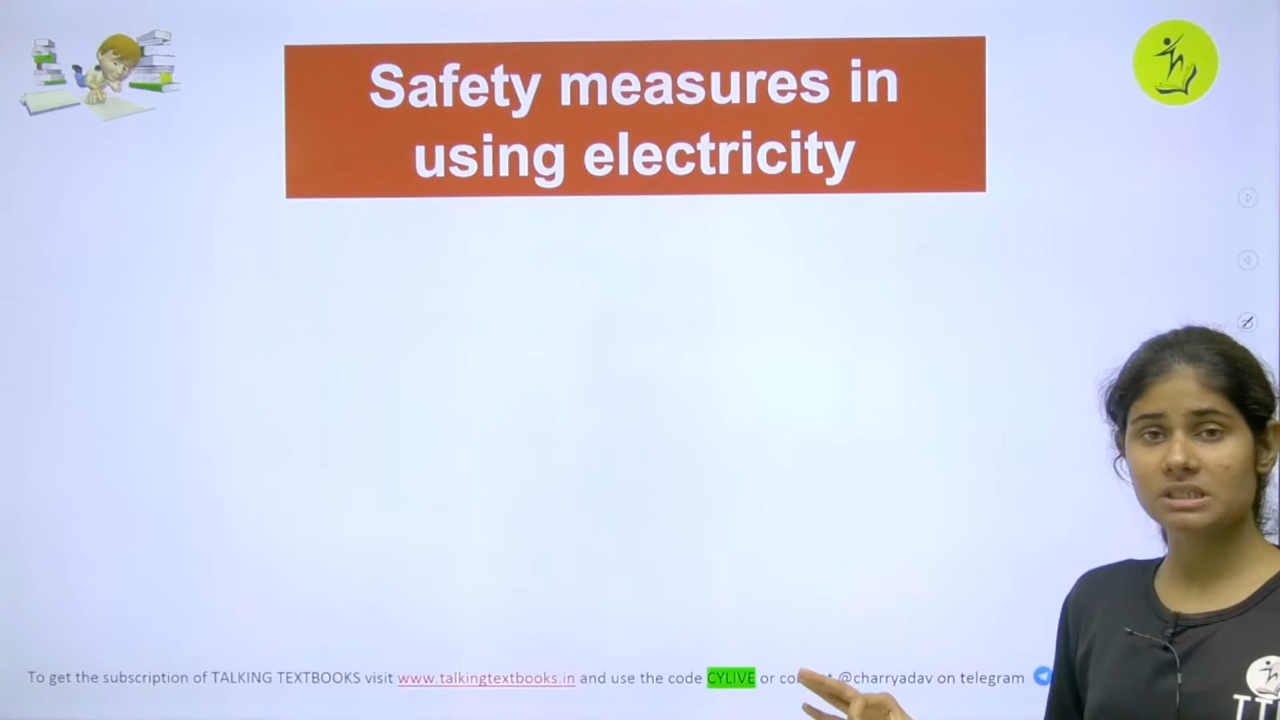 Safety measures in
using electricity
To get the subscription of TALKING TEXTBOOKS visit www.talkingtextbooks.in and use the code CYLIVE or @charryadav on telegram